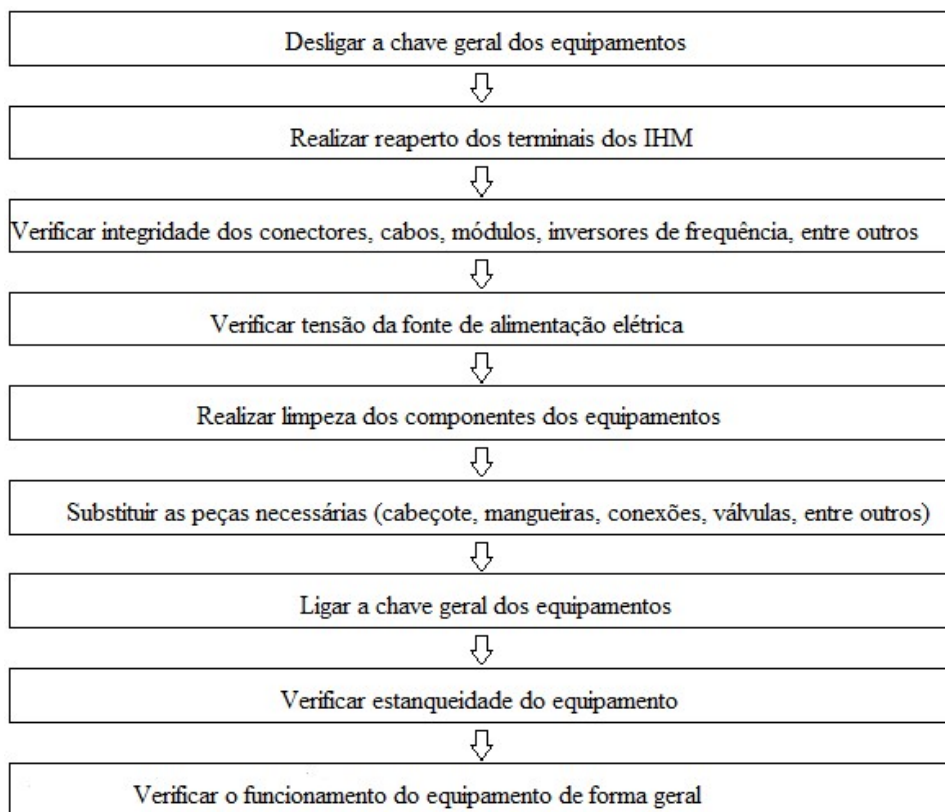 Desligar a chave geral dos equipamentos
Realizar reaperto dos terminais dos IHM
Verificar integridade dos conectores, cabos, módulos, inversores de frequência, entre outros
Verificar tensão da fonte de alimentação elétrica
Realizar limpeza dos componentes dos equipamentos
Substituir as peças necessárias (cabeçote, mangueiras, conexões, válvulas, entre outros)
Ligar a chave geral dos equipamentos
Verificar estanqueidade do equipamento
Verificar o funcionamento do equipamento de forma geral